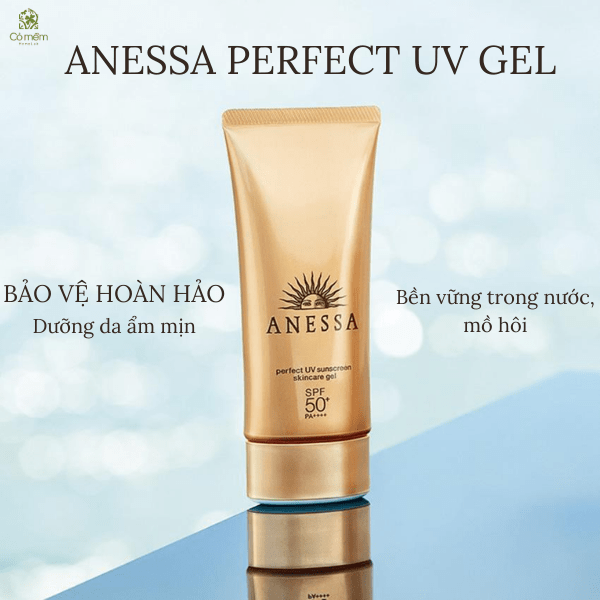 Cỏ mềm
ANESSA PERFECT UV GEL
BẢO VỆ HOÀN HẢO
Dưỡng da ẩm mịn
Bền vững trong nước,
mồ hôi
ANESSA
perfect UV sunscreen
skincare gel
SPF
50+
PA++++